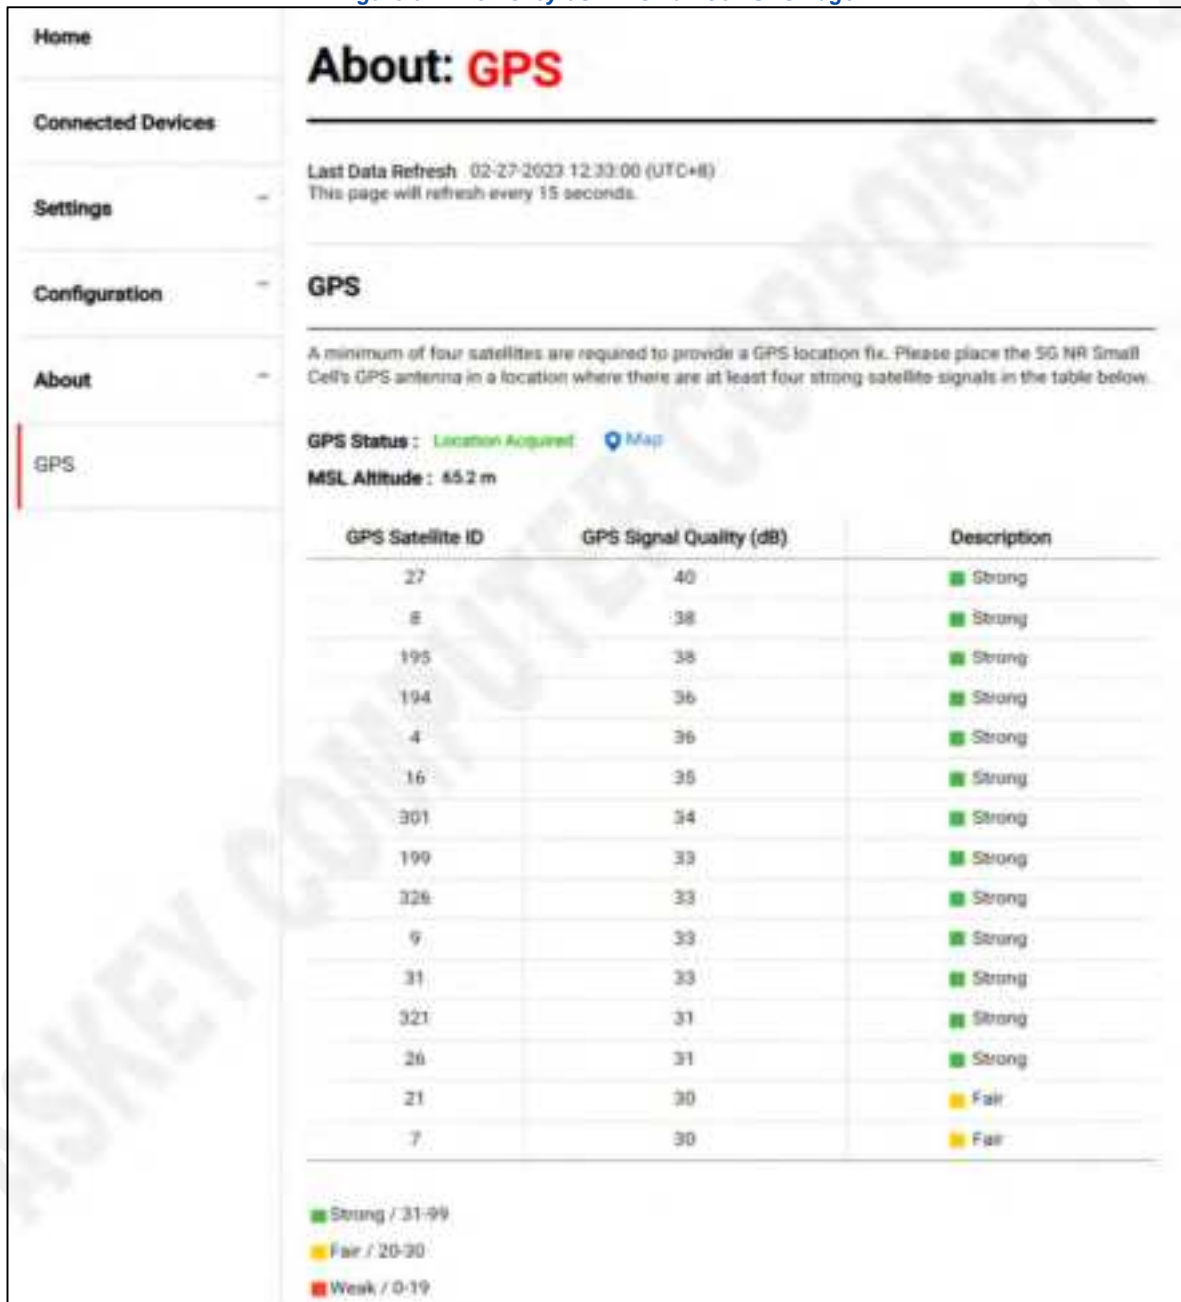 Home
Connected Devices
Settings
Configuration
About
GPS
About: GPS
Last Data Refresh 02-27-2023 12:33:00 (UTC+8)
This page will refresh every 15 seconds.
GPS
A minimum of four satellites are required to provide a GPS location fix. Please place the 5G NR Small
Cell's GPS antenna in a location where there are at least four strong satellite signals in the table below.
GPS Status : Location Acquired Map
MSL Altitude : 65.2 m
GPS Satellite ID GPS Signal Quality (dB) Description
27 40 Strong
8 38 Strong
195 38 Strong
194 36 Strong
4 36 Strong
16 35 Strong
301 34 Strong
199 33 Strong
326 33 Strong
9 33 Strong
31 33 Strong
321 31 Strong
26 31 Strong
21 30 Fair
7 30 Fair
Strong / 31-99
Fair / 20-30
Weak / 0-19
ASKEY COMPUTER CORPORATIO